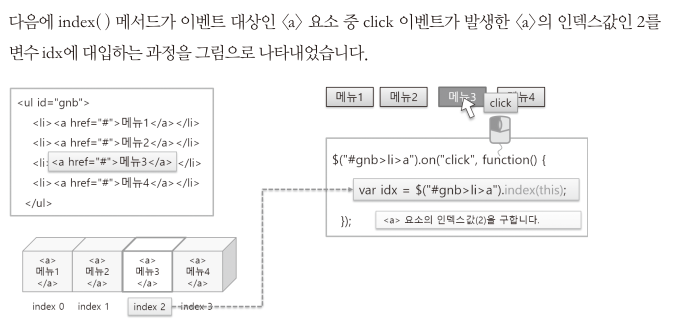 다음에 index( ) 메서드가 이벤트 대상인 〈a〉 요소 중 click 이벤트가 발생한 〈a〉의 인덱스값인 2를
변수 idx에 대입하는 과정을 그림으로 나타내었습니다.
<ul id="gnb">
<li><a href="#">메뉴1</a></li>
<li><a href="#">메뉴2</a></li>
<li><a href="#">메뉴3</a></li>
<li><a href="#">메뉴4</a></li>
</ul>
메뉴1 메뉴2 메뉴3 메뉴4
click
$("#gnb>li>a").on("click", function() {
var idx = $("#gnb>li>a").index(this);
});
<a> 요소의 인덱스 값(2)을 구합니다.
<a> <a> <a> <a>
메뉴1 메뉴2 메뉴3 메뉴4
</a> </a> </a> </a>
index 0 index 1 index 2 index 3